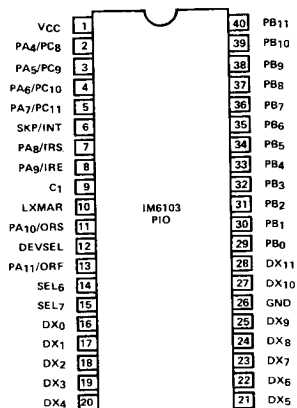 VCC 1 40 PB11
PA4/PC8 2 39 PB10
PA5/PC9 3 38 PB9
PA6/PC10 4 37 PB8
PA7/PC11 5 36 PB7
SKP/INT 6 35 PB6
PA8/IRS 7 34 PB5
PA9/IRE 8 33 PB4
C1 9 32 PB3
LXMAR 10 31 PB2
PA10/ORS 11 30 PB1
DEVSEL 12 29 PB0
PA11/ORF 13 28 DX11
SEL6 14 27 DX10
SEL7 15 26 GND
DX0 16 25 DX9
DX1 17 24 DX8
DX2 18 23 DX7
DX3 19 22 DX6
DX4 20 21 DX5
IM6103
PIO